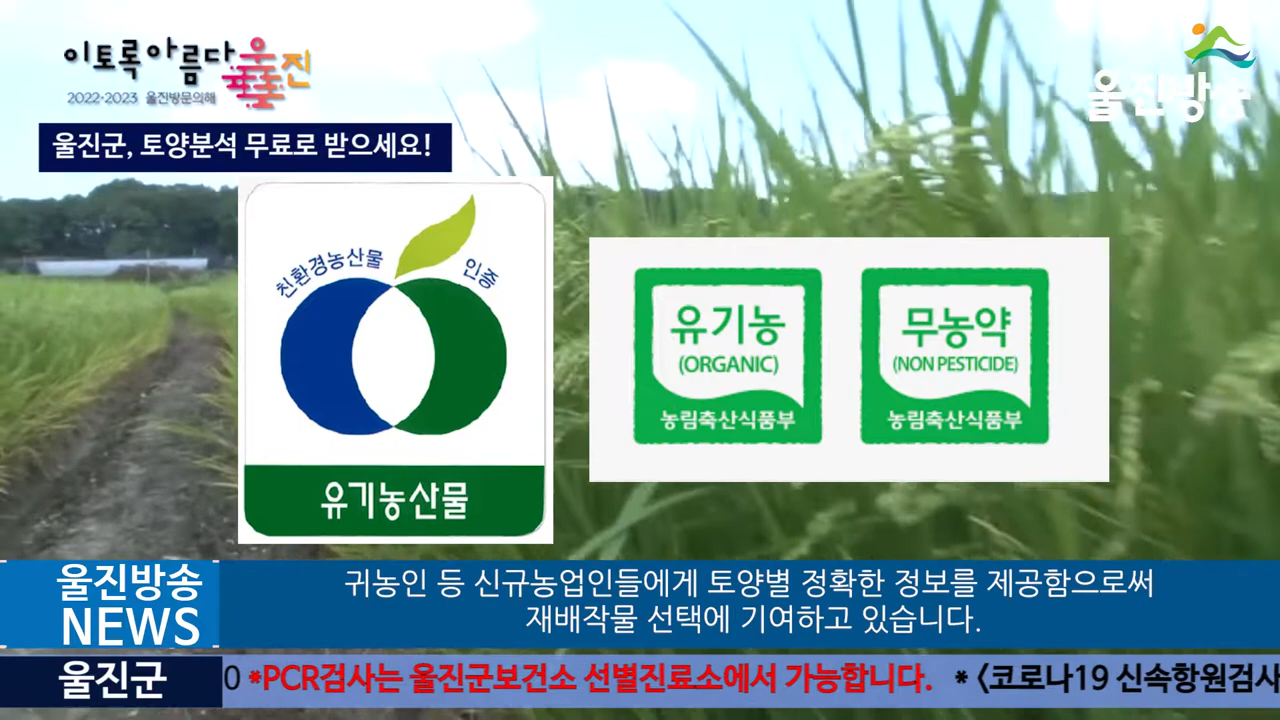 이토록 아름다울진
2022·2023 울진방문의해
울진방송
울진군, 토양분석 무료로 받으세요!
친환경농산물 인증
유기농산물
유기농
(ORGANIC)
농림축산식품부
무농약
(NON PESTICIDE)
농림축산식품부
울진방송
NEWS
귀농인 등 신규농업인들에게 토양별 정확한 정보를 제공함으로써
재배작물 선택에 기여하고 있습니다.
울진군
0 *PCR검사는 울진군보건소 선별진료소에서 가능합니다. * <코로나19 신속항원검사